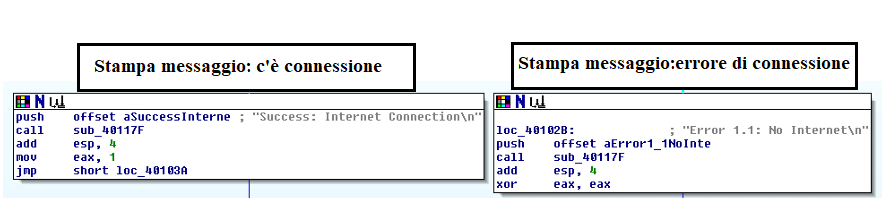 Stampa messaggio: c'è connessione
push    offset aSuccessInterne ; "Success: Internet Connection\n"
call    sub_40117F
add     esp, 4
mov     eax, 1
jmp     short loc_40103A
Stampa messaggio:errore di connessione
loc_40102B:             ; "Error 1.1: No Internet\n"
push    offset aError1_1NoInte
call    sub_40117F
add     esp, 4
xor     eax, eax